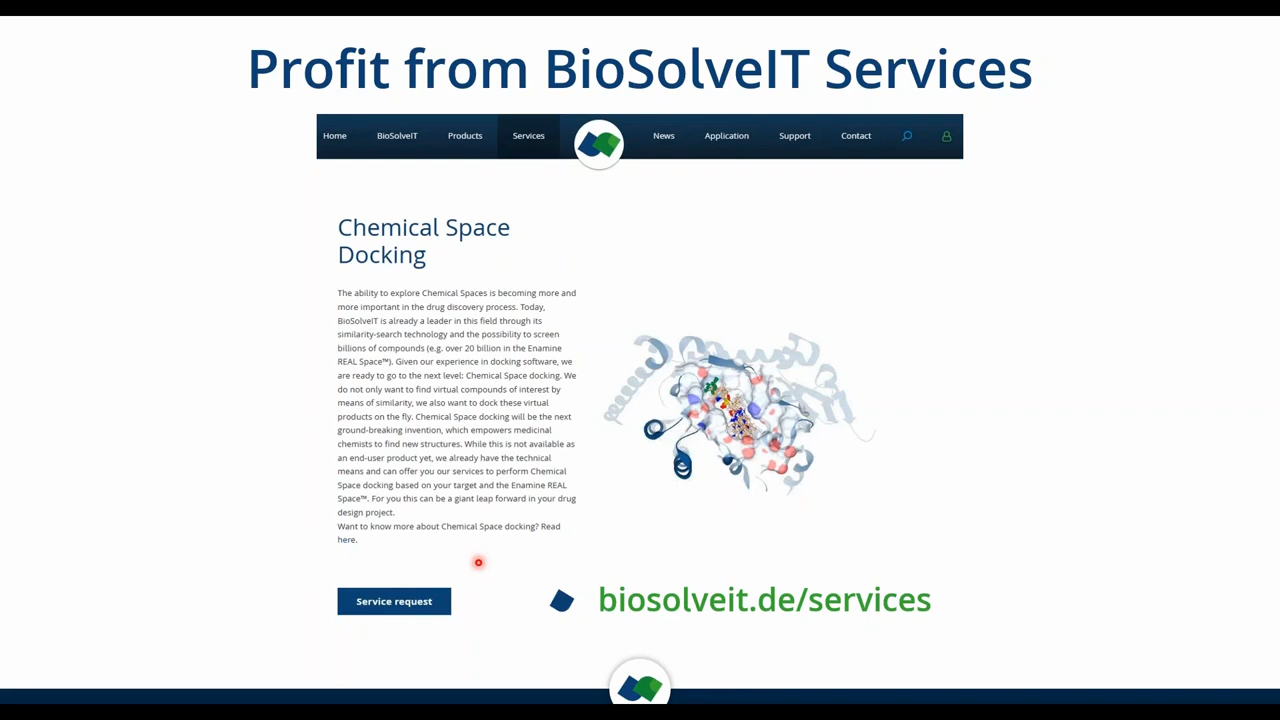 Profit from BioSolveIT Services
Home BioSolveIT Products Services News Application Support Contact
Chemical Space
Docking
The ability to explore Chemical Spaces is becoming more and
more important in the drug discovery process. Today,
BioSolveIT is already a leader in this field through its
similarity-search technology and the possibility to screen
billions of compounds (e.g. over 20 billion in the Enamine
REAL Space™). Given our experience in docking software, we
are ready to go to the next level: Chemical Space docking. We
do not only want to find virtual compounds of interest by
means of similarity, we also want to dock these virtual
products on the fly. Chemical Space docking will be the next
ground-breaking invention, which empowers medicinal
chemists to find new structures. While this is not available as
an end-user product yet, we already have the technical
means and can offer you our services to perform Chemical
Space docking based on your target and the Enamine REAL
Space™. For you this can be a giant leap forward in your drug
design project.
Want to know more about Chemical Space docking? Read
here.
Service request
biosolveit.de/services